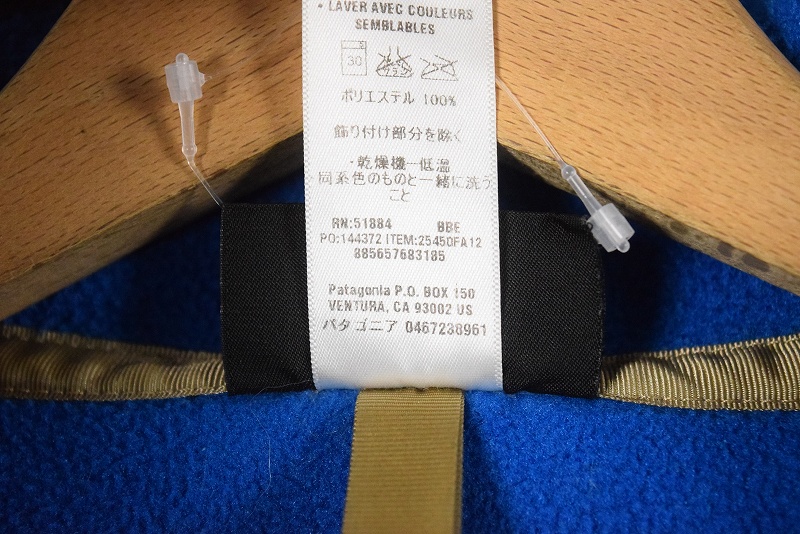 • LAVER AVEC COULEURS
SEMBLABLES
30
ポリエステル 100%
飾り付け部分を除く
・乾燥機一低温
同系色のものと一緒に洗う
こと
RN:51884 BBE
PO:144372 ITEM:25450FA12
885657683185
Patagonia P.O. BOX 150
VENTURA, CA 93002 US
パタゴニア 0467238961